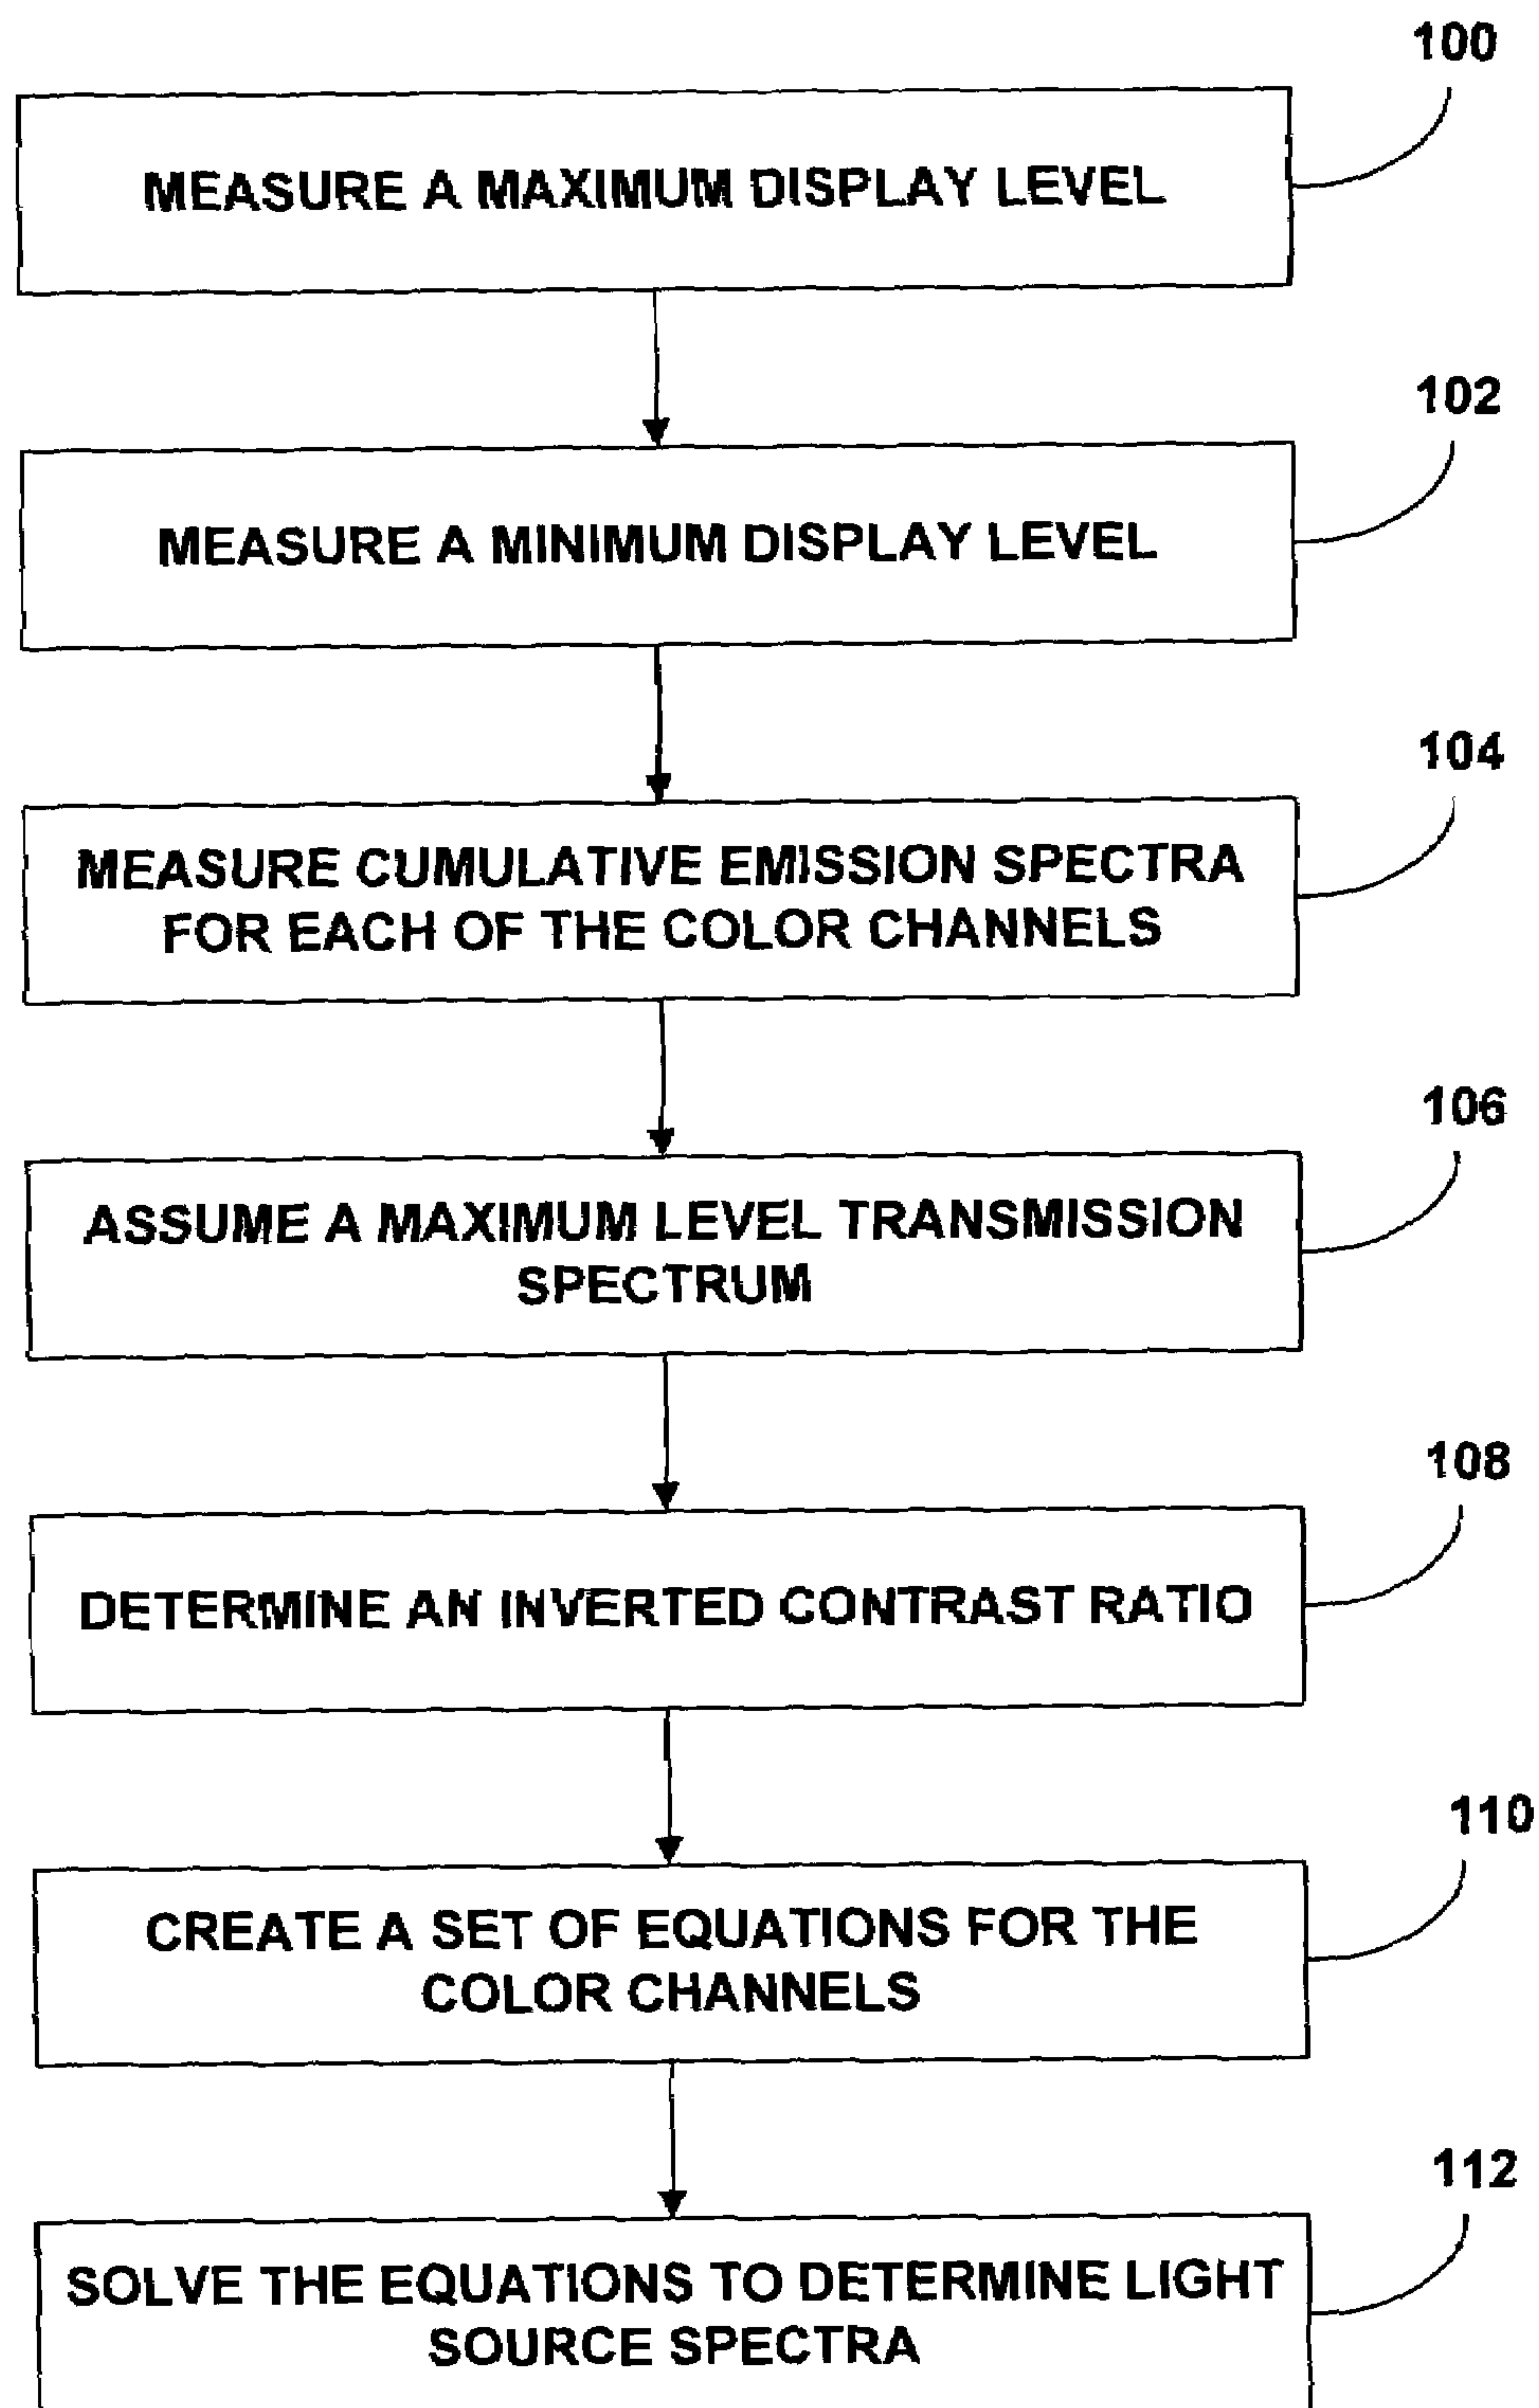 100
MEASURE A MAXIMUM DISPLAY LEVEL
102
MEASURE A MINIMUM DISPLAY LEVEL
104
MEASURE CUMULATIVE EMISSION SPECTRA
FOR EACH OF THE COLOR CHANNELS
106
ASSUME A MAXIMUM LEVEL TRANSMISSION
SPECTRUM
108
DETERMINE AN INVERTED CONTRAST RATIO
110
CREATE A SET OF EQUATIONS FOR THE
COLOR CHANNELS
112
SOLVE THE EQUATIONS TO DETERMINE LIGHT
SOURCE SPECTRA